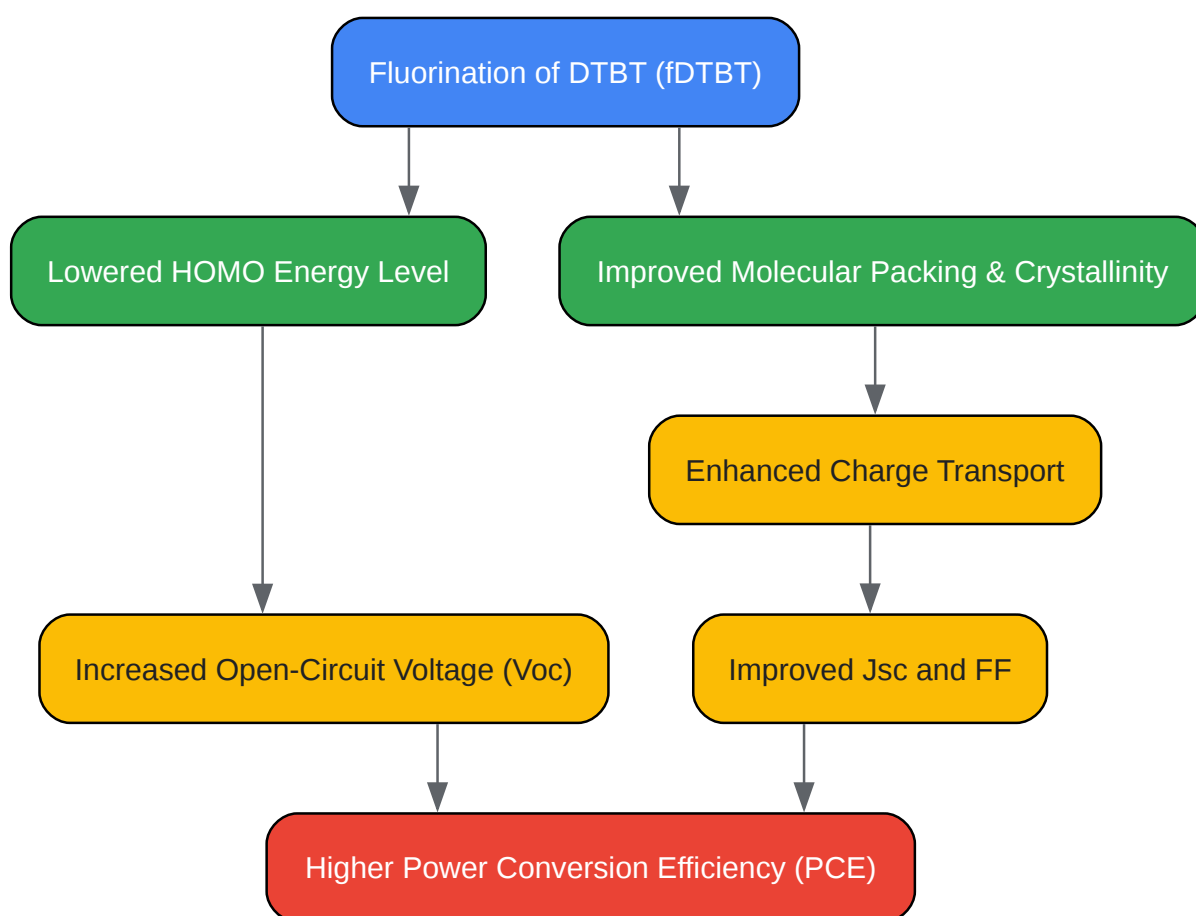 Fluorination of DTBT (fDTBT)
Lowered HOMO Energy Level
Improved Molecular Packing & Crystallinity
Enhanced Charge Transport
Increased Open-Circuit Voltage (Voc)
Improved Jsc and FF
Higher Power Conversion Efficiency (PCE)